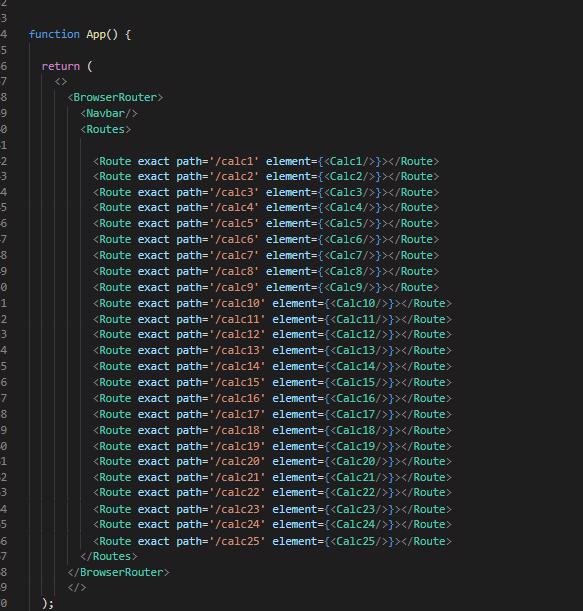 2
3
4 function App() {
5
6 return (
7 <>
8 <BrowserRouter>
9 <Navbar/>
0 <Routes>
1
2 <Route exact path='/calc1' element={<Calc1/>}></Route>
3 <Route exact path='/calc2' element={<Calc2/>}></Route>
4 <Route exact path='/calc3' element={<Calc3/>}></Route>
5 <Route exact path='/calc4' element={<Calc4/>}></Route>
6 <Route exact path='/calc5' element={<Calc5/>}></Route>
7 <Route exact path='/calc6' element={<Calc6/>}></Route>
8 <Route exact path='/calc7' element={<Calc7/>}></Route>
9 <Route exact path='/calc8' element={<Calc8/>}></Route>
0 <Route exact path='/calc9' element={<Calc9/>}></Route>
1 <Route exact path='/calc10' element={<Calc10/>}></Route>
2 <Route exact path='/calc11' element={<Calc11/>}></Route>
3 <Route exact path='/calc12' element={<Calc12/>}></Route>
4 <Route exact path='/calc13' element={<Calc13/>}></Route>
5 <Route exact path='/calc14' element={<Calc14/>}></Route>
6 <Route exact path='/calc15' element={<Calc15/>}></Route>
7 <Route exact path='/calc16' element={<Calc16/>}></Route>
8 <Route exact path='/calc17' element={<Calc17/>}></Route>
8 <Route exact path='/calc18' element={<Calc18/>}></Route>
9 <Route exact path='/calc19' element={<Calc19/>}></Route>
1 <Route exact path='/calc20' element={<Calc20/>}></Route>
2 <Route exact path='/calc21' element={<Calc21/>}></Route>
2 <Route exact path='/calc22' element={<Calc22/>}></Route>
4 <Route exact path='/calc23' element={<Calc23/>}></Route>
5 <Route exact path='/calc24' element={<Calc24/>}></Route>
6 <Route exact path='/calc25' element={<Calc25/>}></Route>
7 </Routes>
8 </BrowserRouter>
9 </>
0 );